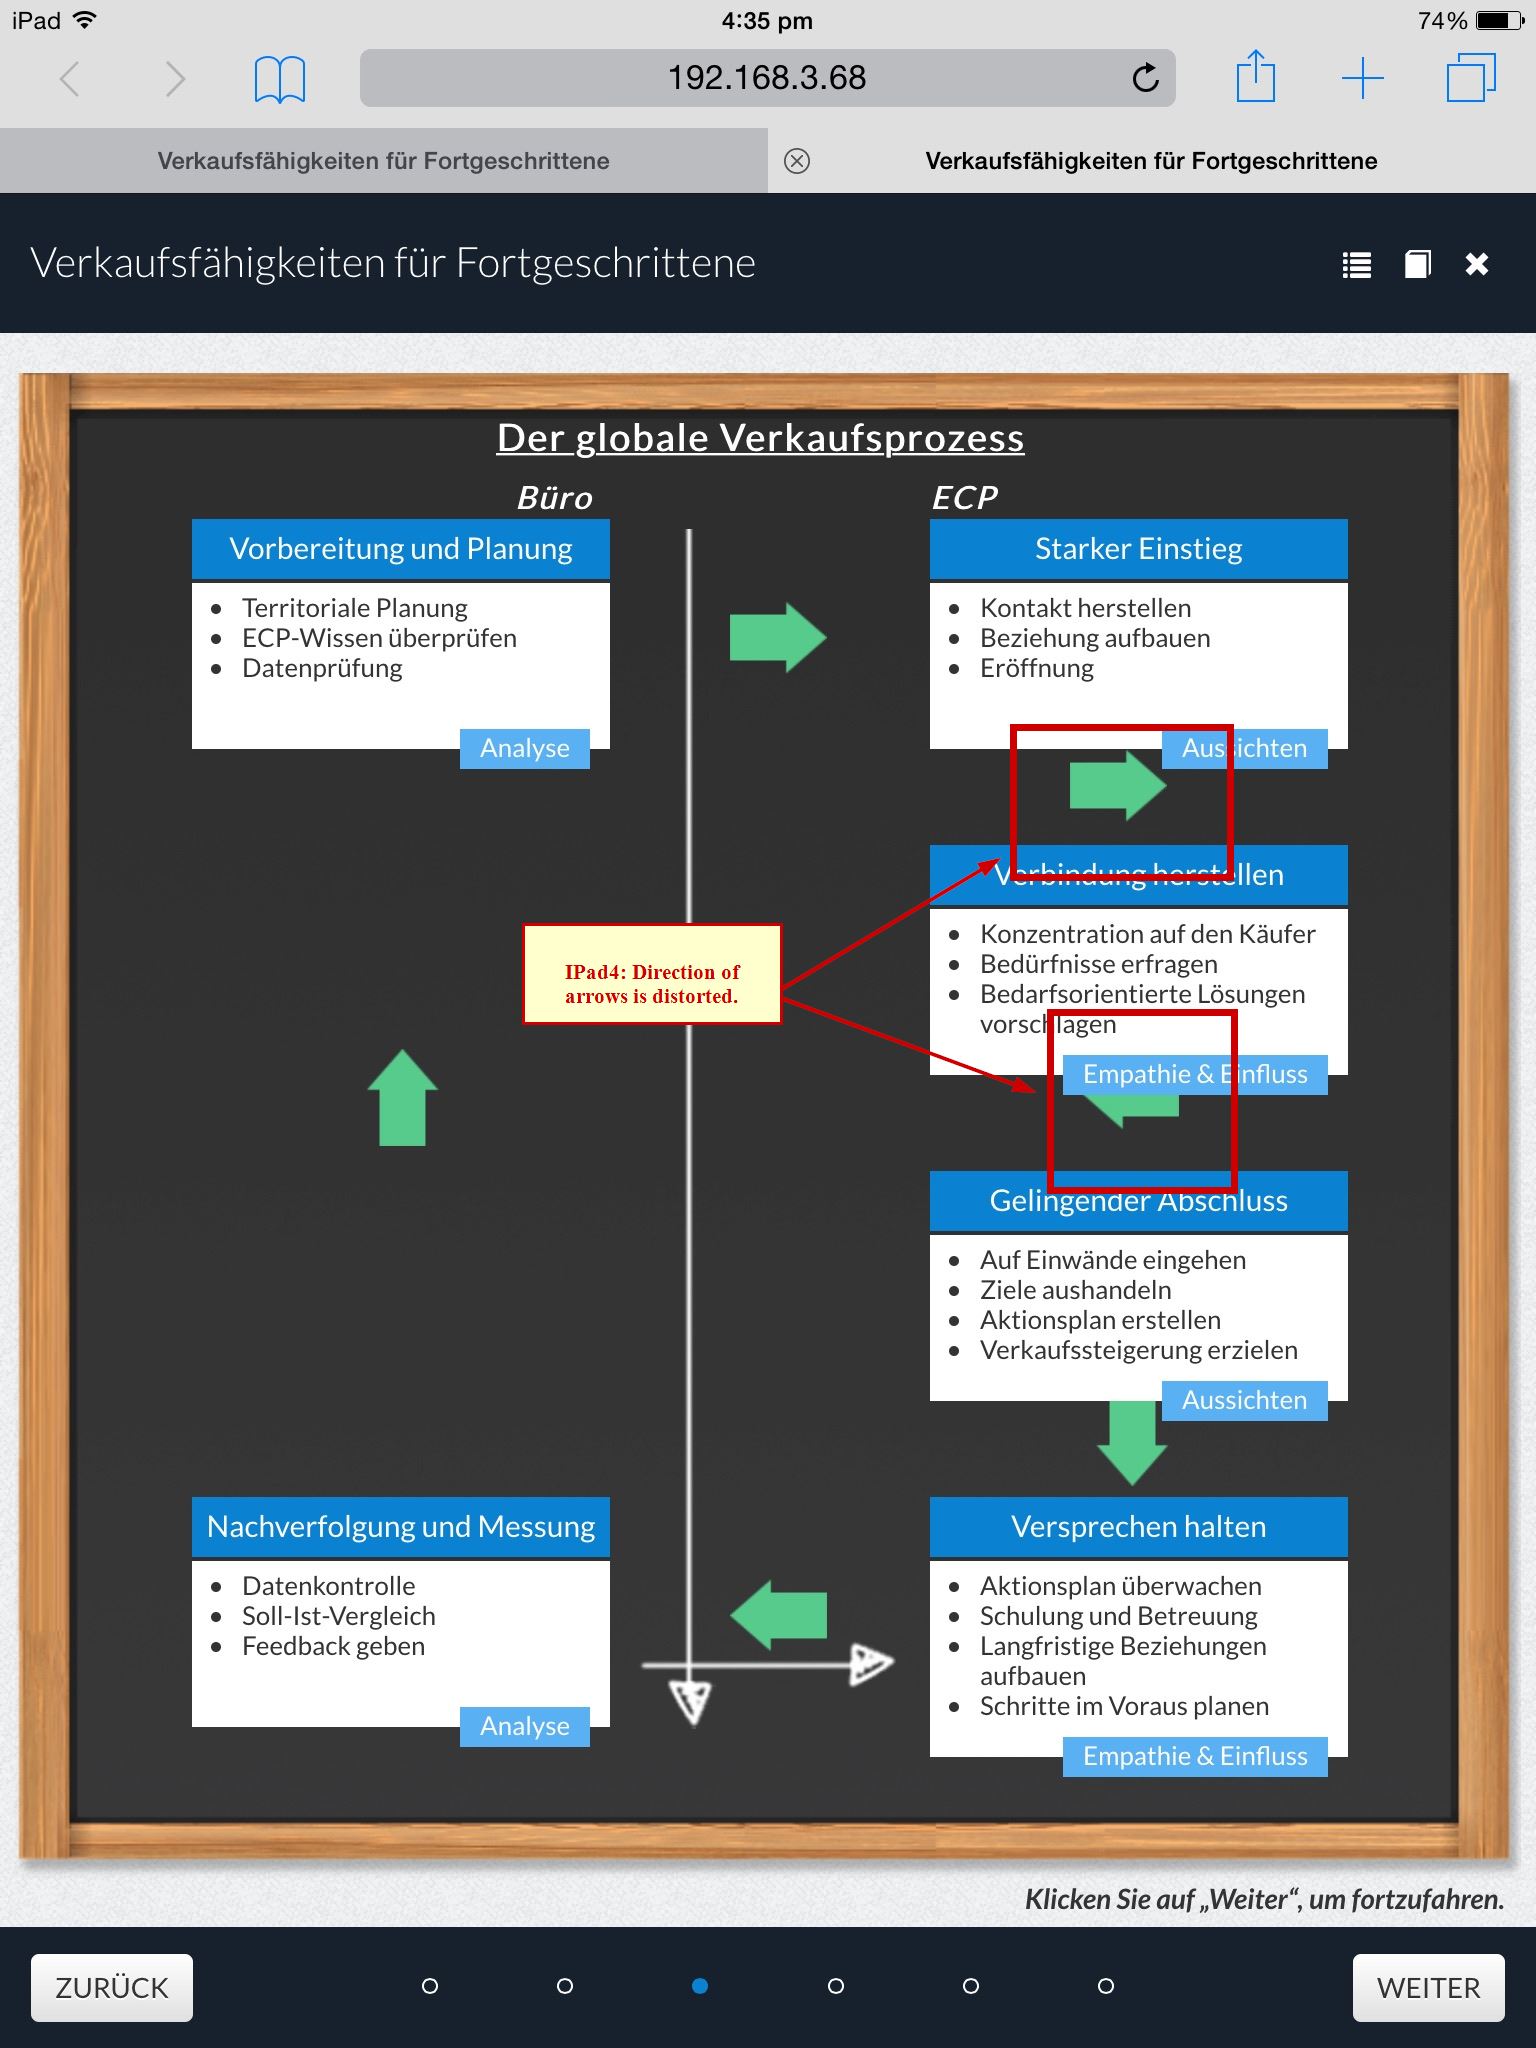 iPad
4:35 pm
74%
192.168.3.68
Verkaufsfähigkeiten für Fortgeschrittene
Verkaufsfähigkeiten für Fortgeschrittene
Verkaufsfähigkeiten für Fortgeschrittene
Der globale Verkaufsprozess
Büro
ECP
Vorbereitung und Planung
Territoriale Planung
ECP-Wissen überprüfen
Datenprüfung
Analyse
Starker Einstieg
Kontakt herstellen
Beziehung aufbauen
Eröffnung
Aussichten
Verbindung herstellen
Konzentration auf den Käufer
Bedürfnisse erfragen
Bedarfsorientierte Lösungen
vorschlagen
Empathie & Einfluss
IPad4: Direction of
arrows is distorted.
Gelingender Abschluss
Auf Einwände eingehen
Ziele aushandeln
Aktionsplan erstellen
Verkaufssteigerung erzielen
Aussichten
Nachverfolgung und Messung
Datenkontrolle
Soll-Ist-Vergleich
Feedback geben
Analyse
Versprechen halten
Aktionsplan überwachen
Schulung und Betreuung
Langfristige Beziehungen
aufbauen
Schritte im Voraus planen
Empathie & Einfluss
Klicken Sie auf „Weiter“, um fortzufahren.
ZURÜCK
WEITER